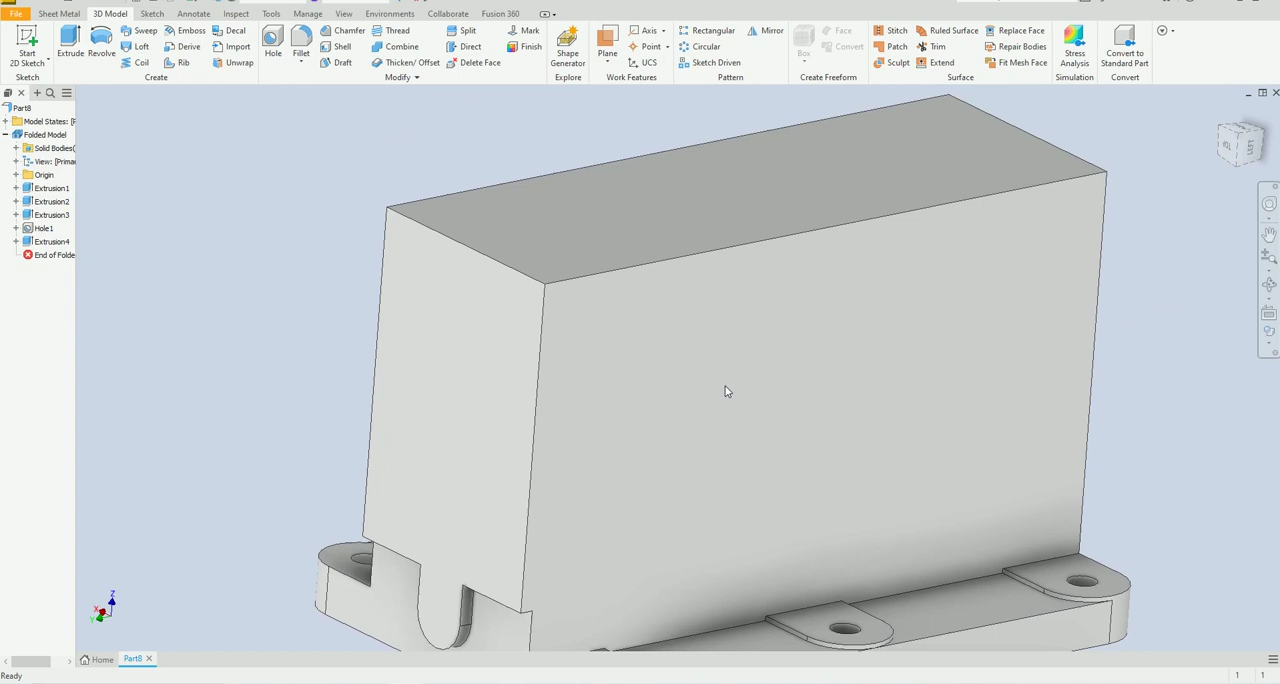 File Sheet Metal 3D Model Sketch Annotate Inspect Tools Manage View Environments Collaborate Fusion 360
Start
2D Sketch
Sketch
Extrude Revolve Sweep Emboss Decal
Loft Derive Import
Coil Rib Unwrap
Create
Hole Fillet Chamfer Thread Split Mark
Shell Combine Direct Finish
Draft Thicken/ Offset Delete Face
Modify
Shape
Generator
Explore
Plane Axis
Point
UCS
Work Features
Rectangular Mirror
Circular
Sketch Driven
Pattern
Box Face
Convert
Create Freeform
Stitch Ruled Surface Replace Face
Patch Trim Repair Bodies
Sculpt Extend Fit Mesh Face
Surface
Stress
Analysis
Simulation
Convert to
Standard Part
Convert
Part8
Model States: [P
Folded Model
Solid Bodies(
View: [Prima
Origin
Extrusion1
Extrusion2
Extrusion3
Hole1
Extrusion4
End of Folde
TOP LEFT
Z
X
Y
Home Part8
Ready 1 1